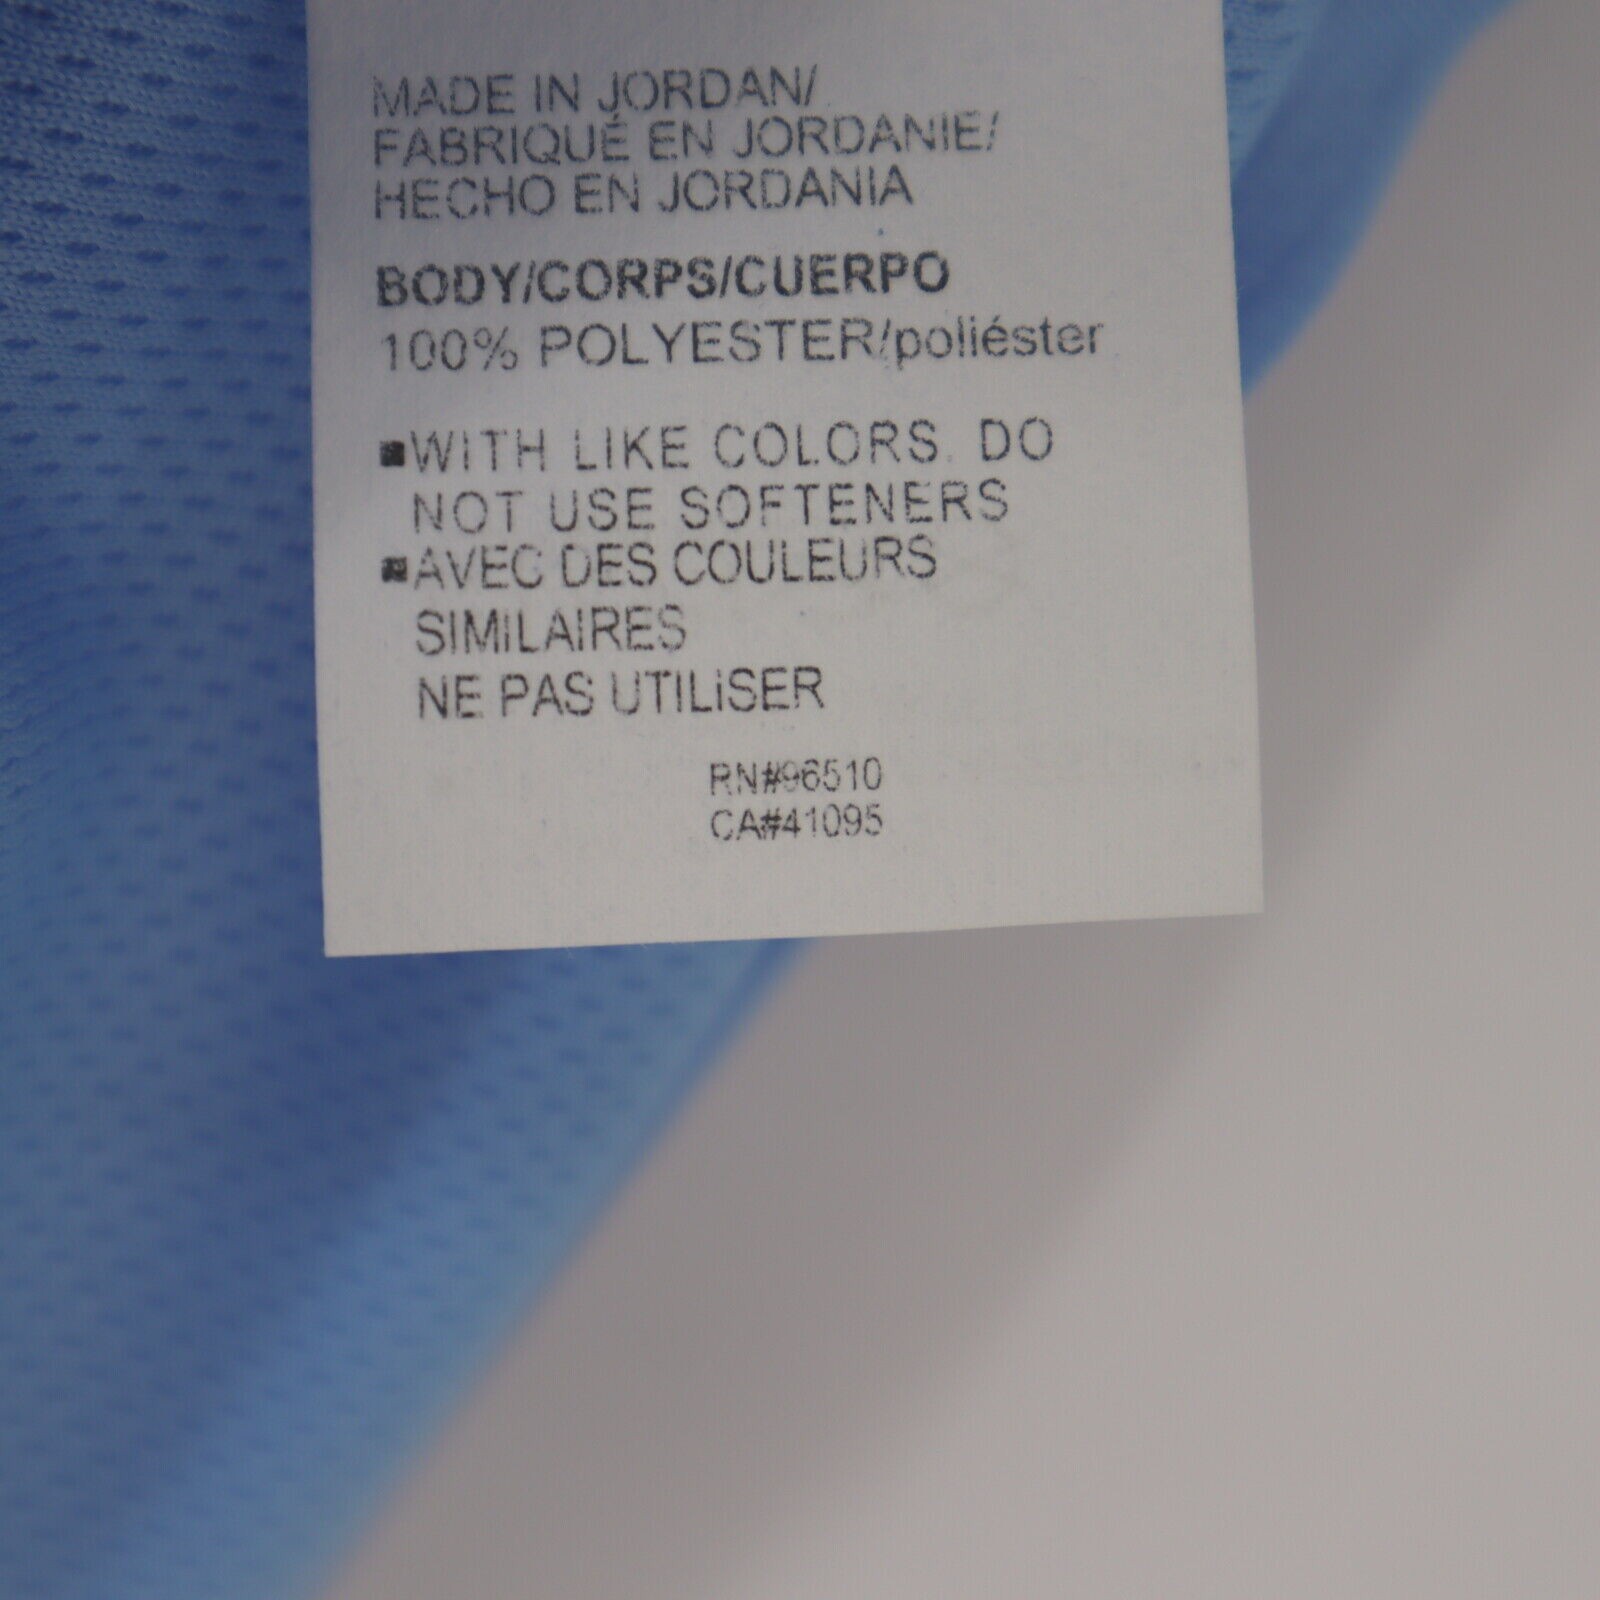 MADE IN JORDAN/
FABRIQUÉ EN JORDANIE/
HECHO EN JORDANIA
BODY/CORPS/CUERPO
100% POLYESTER/poliéster
■WITH LIKE COLORS. DO
NOT USE SOFTENERS
■AVEC DES COULEURS
SIMILAIRES
NE PAS UTILISER
RN#96510
CA#41095